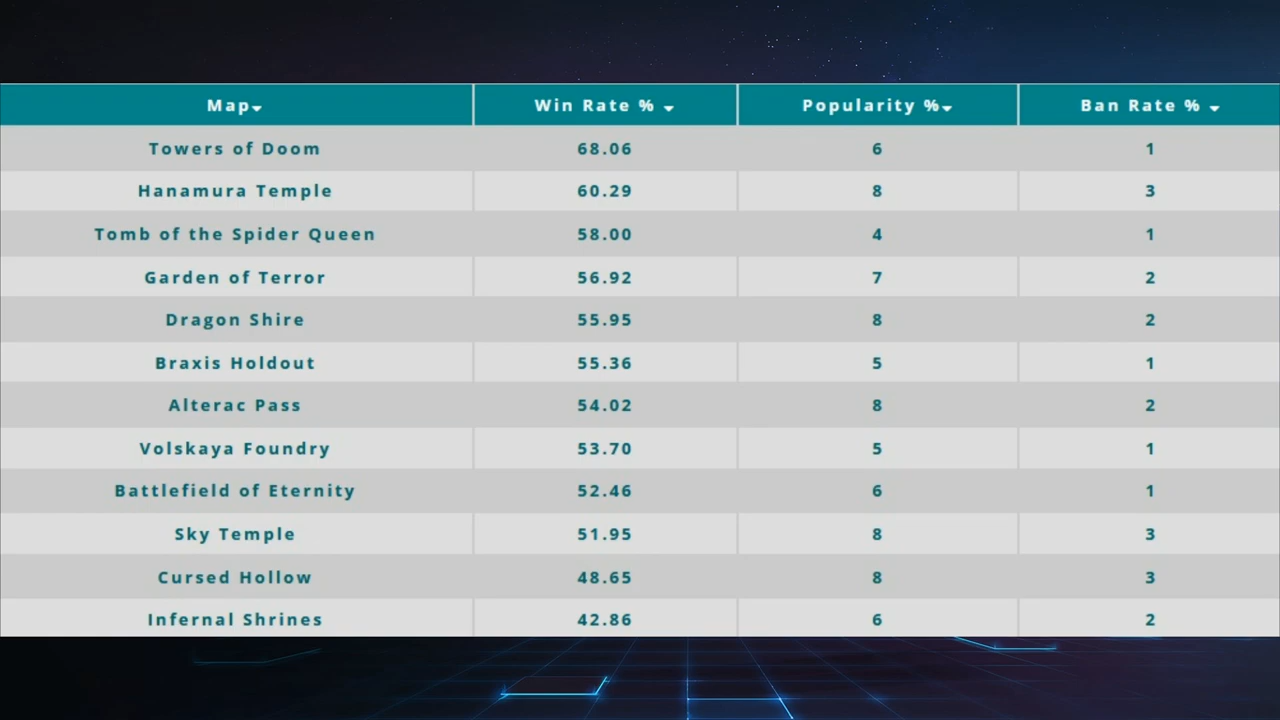 Map Win Rate % Popularity % Ban Rate %
Towers of Doom 68.06 6 1
Hanamura Temple 60.29 8 3
Tomb of the Spider Queen 58.00 4 1
Garden of Terror 56.92 7 2
Dragon Shire 55.95 8 2
Braxis Holdout 55.36 5 1
Alterac Pass 54.02 8 2
Volskaya Foundry 53.70 5 1
Battlefield of Eternity 52.46 6 1
Sky Temple 51.95 8 3
Cursed Hollow 48.65 8 3
Infernal Shrines 42.86 6 2